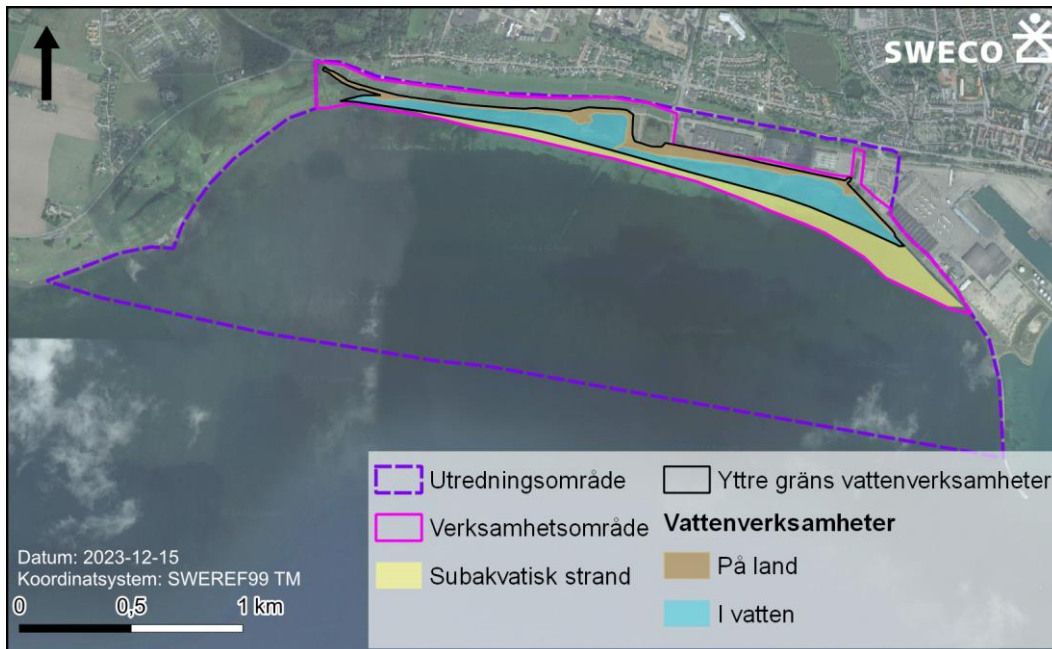 SWECO
Utredningsområde
Verksamhetsområde
Subakvatisk strand
Yttre gräns vattenverksamheter
Vattenverksamheter
På land
I vatten
Datum: 2023-12-15
Koordinatsystem: SWEREF99 TM
0 0,5 1 km